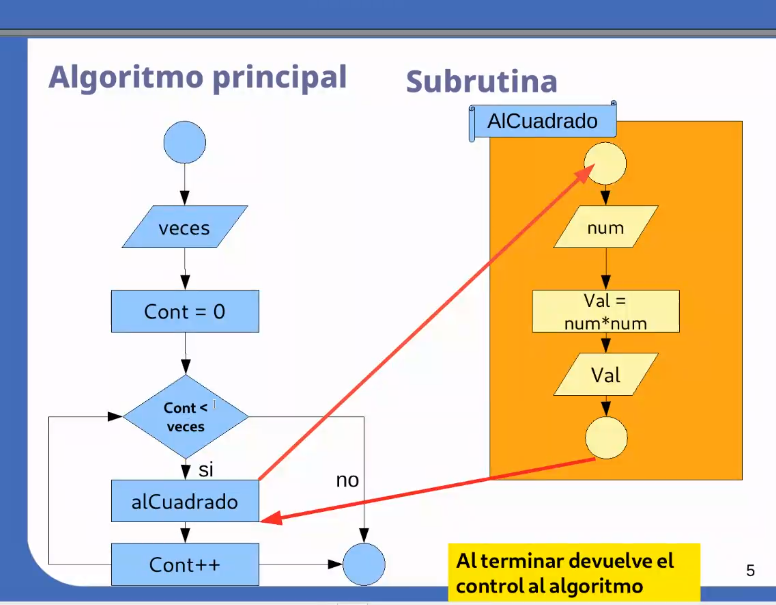 Algoritmo principal
Subrutina
AlCuadrado
veces
Cont = 0
Cont <
veces
si
no
alCuadrado
Cont++
num
Val =
num*num
Val
Al terminar devuelve el
control al algoritmo
5